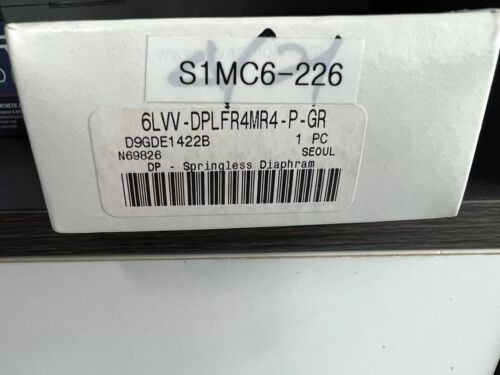 S1MC6-226
6LVV-DPLFR4MR4-P-GR
D9GDE1422B 1 PC
N69826 SEOUL
DP - Springless Diaphram